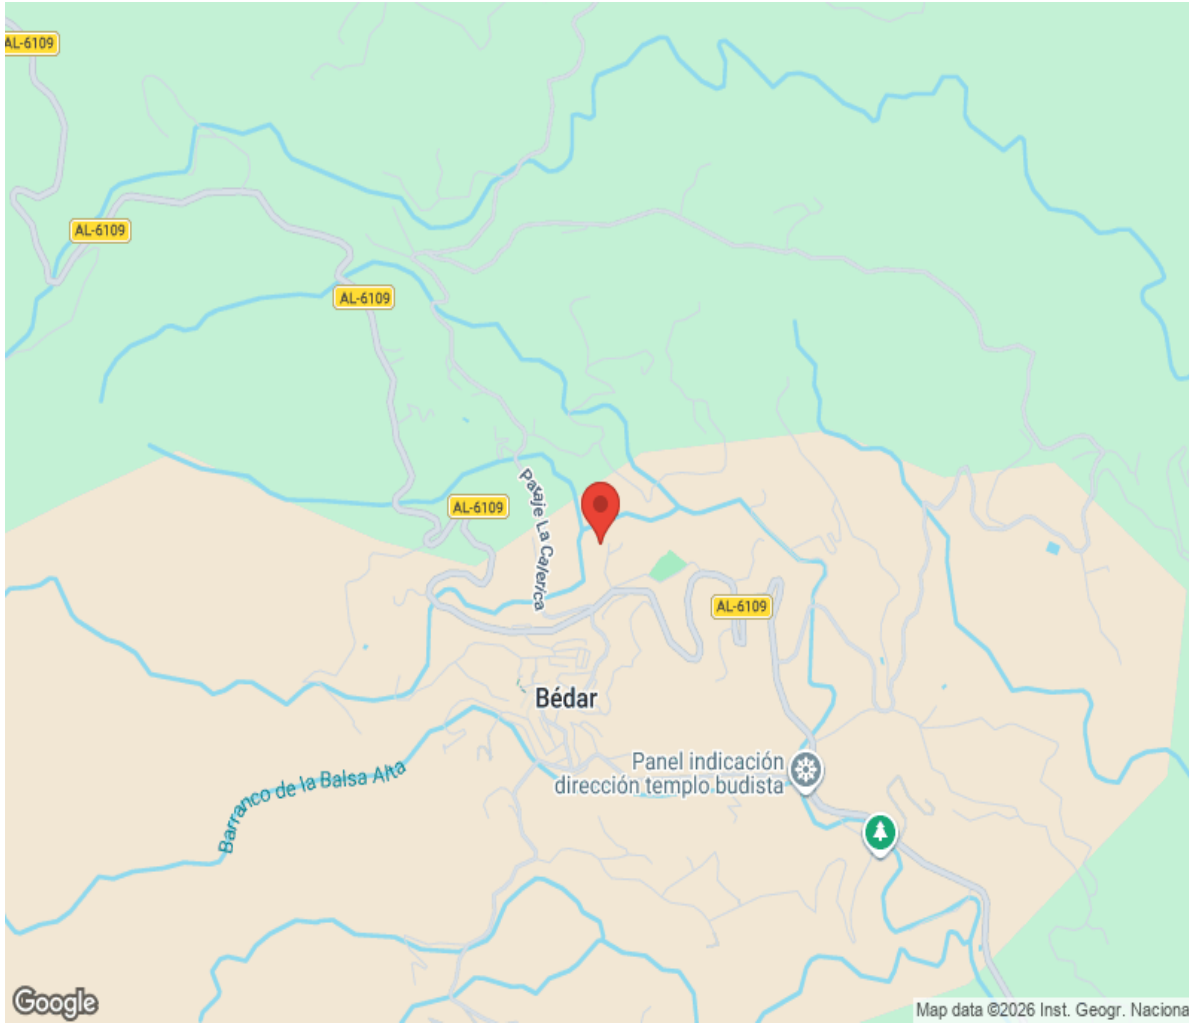 AL-6109
AL-6109
AL-6109
AL-6109
Paraje La Caferica
AL-6109
Bédar
Panel indicación
dirección templo budista
Barranco de la Balsa Alta
Google
Map data ©2026 Inst. Geogr. Naciona